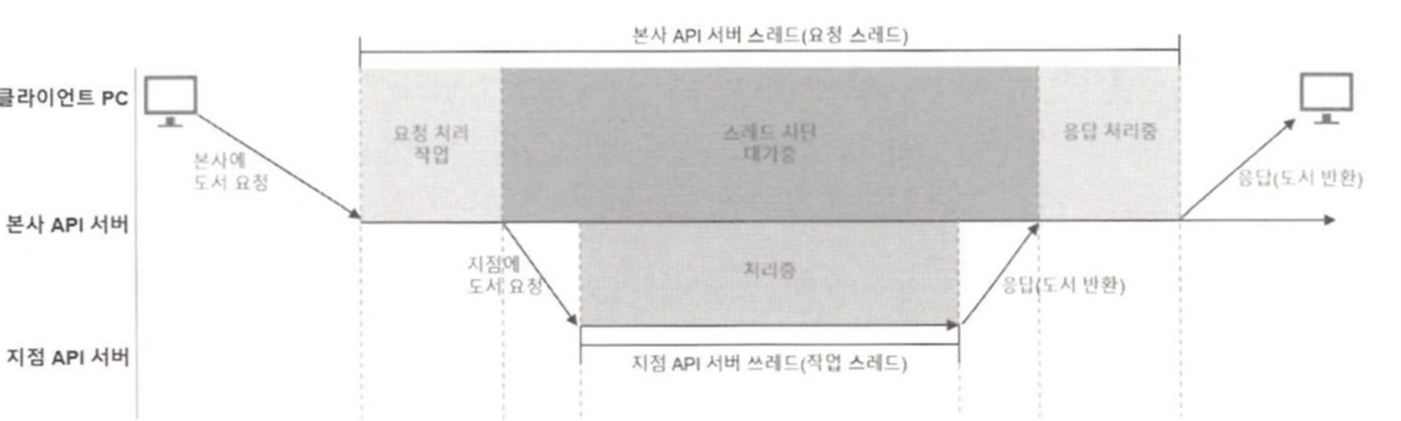 본사 API 서버 스레드(요청 스레드)
클라이언트 PC
요청 처리
작업
스레드 차단
대기중
응답 처리중
본사에
도서 요청
응답(도서 반환)
본사 API 서버
지점에
도서 요청
처리중
응답(도서 반환)
지점 API 서버
지점 API 서버 쓰레드(작업 스레드)